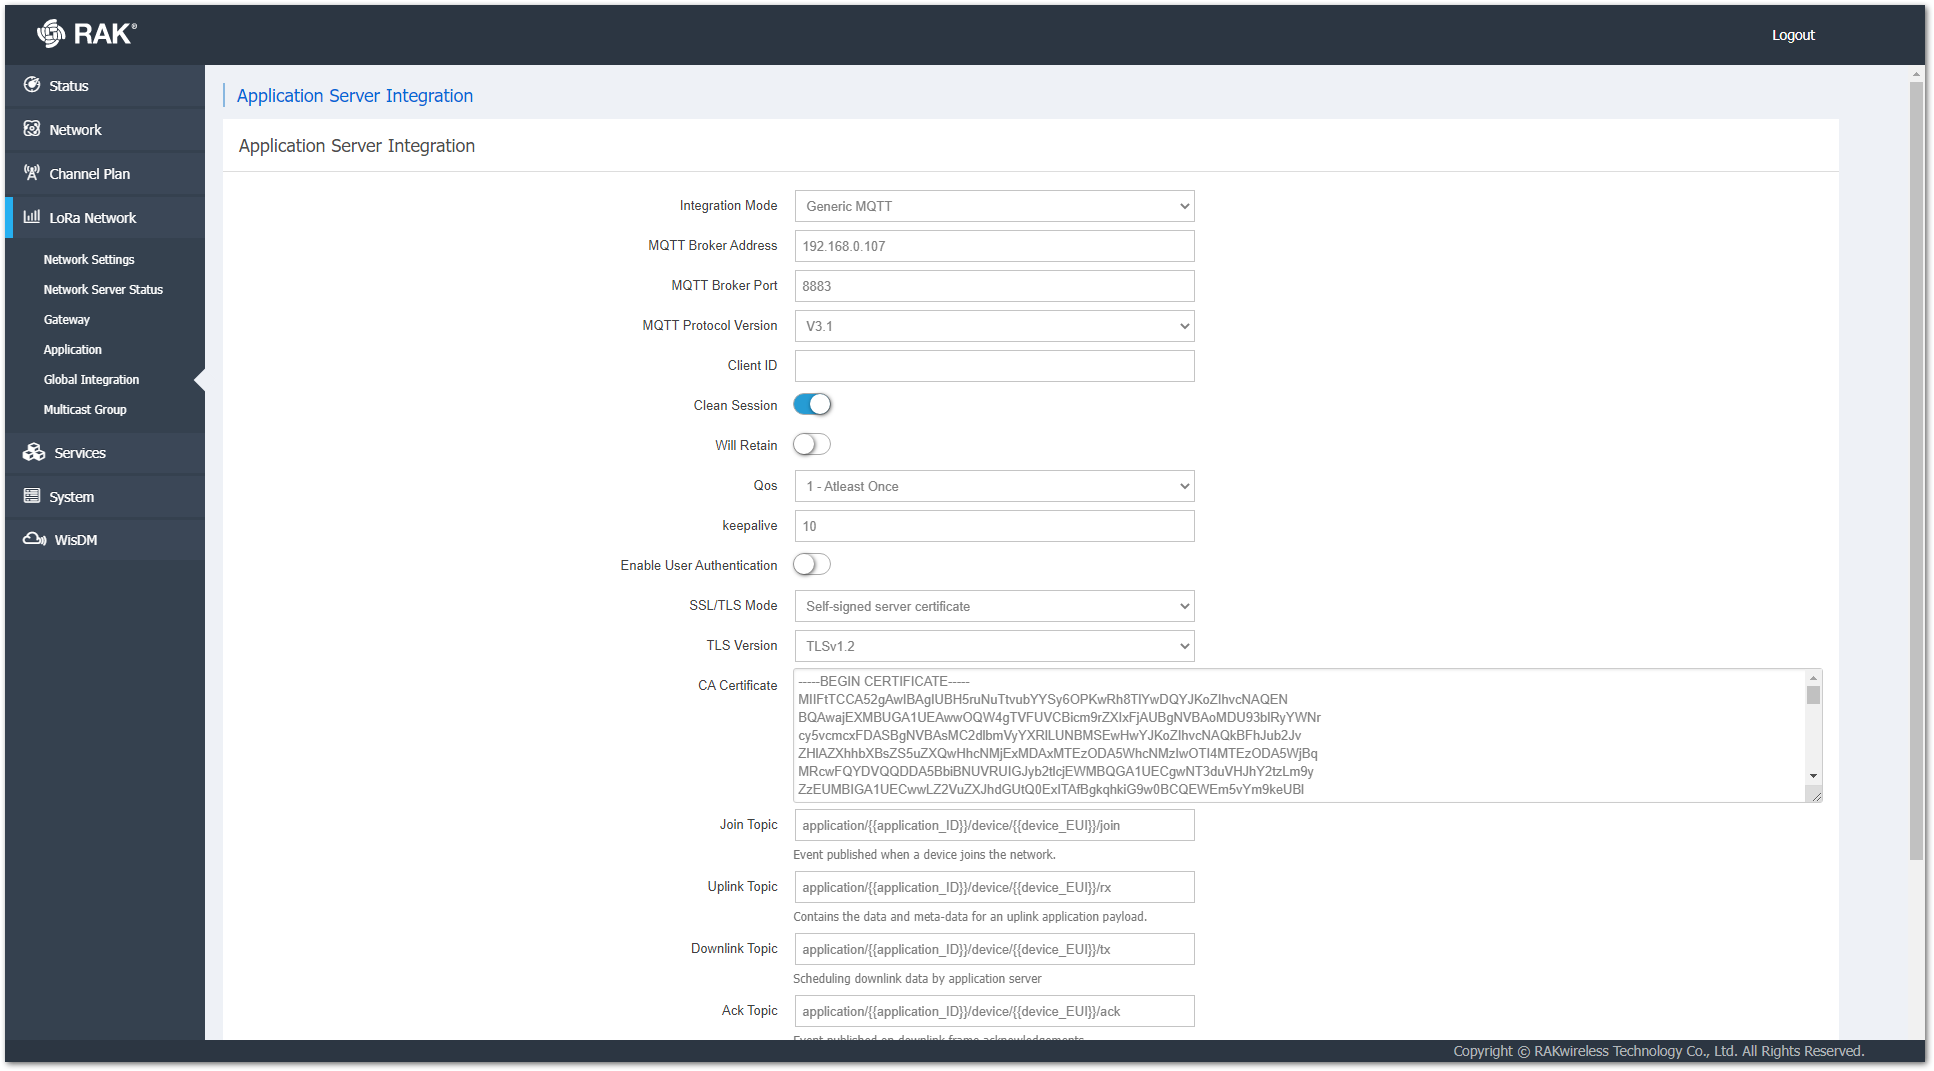 RAK®
Logout
Status
Network
Channel Plan
LoRa Network
Network Settings
Network Server Status
Gateway
Application
Global Integration
Multicast Group
Services
System
WisDM
Application Server Integration
Application Server Integration
Integration Mode
Generic MQTT
MQTT Broker Address
192.168.0.107
MQTT Broker Port
8883
MQTT Protocol Version
V3.1
Client ID
Clean Session
Will Retain
Qos
1 - Atleast Once
keepalive
10
Enable User Authentication
SSL/TLS Mode
Self-signed server certificate
TLS Version
TLSv1.2
CA Certificate
-----BEGIN CERTIFICATE-----
MIIFtTCCA52gAwIBAgIUBH5ruNuTtvubYYSy6OPKwRh8TlYwDQYJKoZIhvcNAQEN
BQAwajEXMBUGA1UEAwwOQW4gTVFUVCBicm9rZXIxFjAUBgNVBAoMDU93blRyYWNr
cy5vcmcxFDASBgNVBAsMC2dlbmVyYXRlLUNBMSEwHwYJKoZIhvcNAQkBFhJub2Jv
ZHlAZXhhbXBsZS5uZXQwHhcNMjExMDAxMTEzODA5WhcNMzIwOTI4MTEzODA5WjBq
MRcwFQYDVQQDDA5BbiBNUVRUIGJyb2tlcjEWMBQGA1UECgwNT3duVHJhY2tzLm9y
ZzEUMBIGA1UECwwLZ2VuZXJhdGUtQ0ExITAfBgkqhkiG9w0BCQEWEm5vYm9keUBl
Join Topic
application/{{application_ID}}/device/{{device_EUI}}/join
Event published when a device joins the network.
Uplink Topic
application/{{application_ID}}/device/{{device_EUI}}/rx
Contains the data and meta-data for an uplink application payload.
Downlink Topic
application/{{application_ID}}/device/{{device_EUI}}/tx
Scheduling downlink data by application server
Ack Topic
application/{{application_ID}}/device/{{device_EUI}}/ack
Event published on downlink frame acknowledgements
Copyright © RAKwireless Technology Co., Ltd. All Rights Reserved.